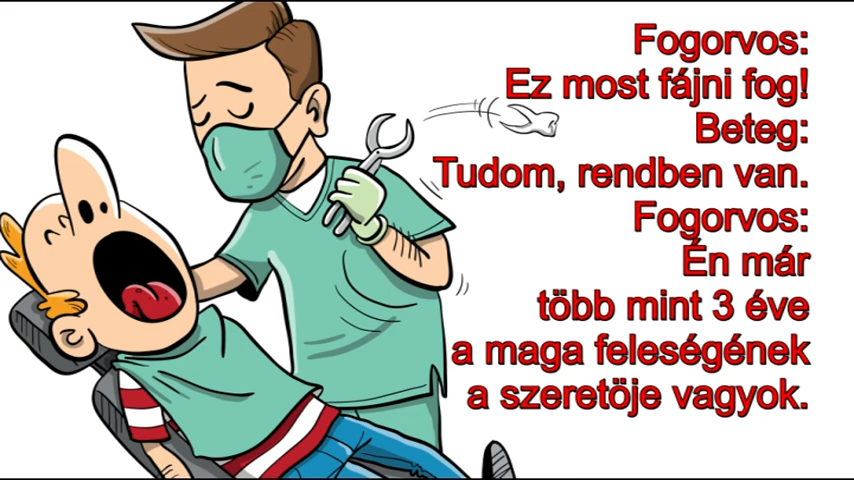 Fogorvos:
Ez most fájni fog!
Beteg:
Tudom, rendben van.
Fogorvos:
Én már
több mint 3 éve
a maga feleségének
a szeretöje vagyok.